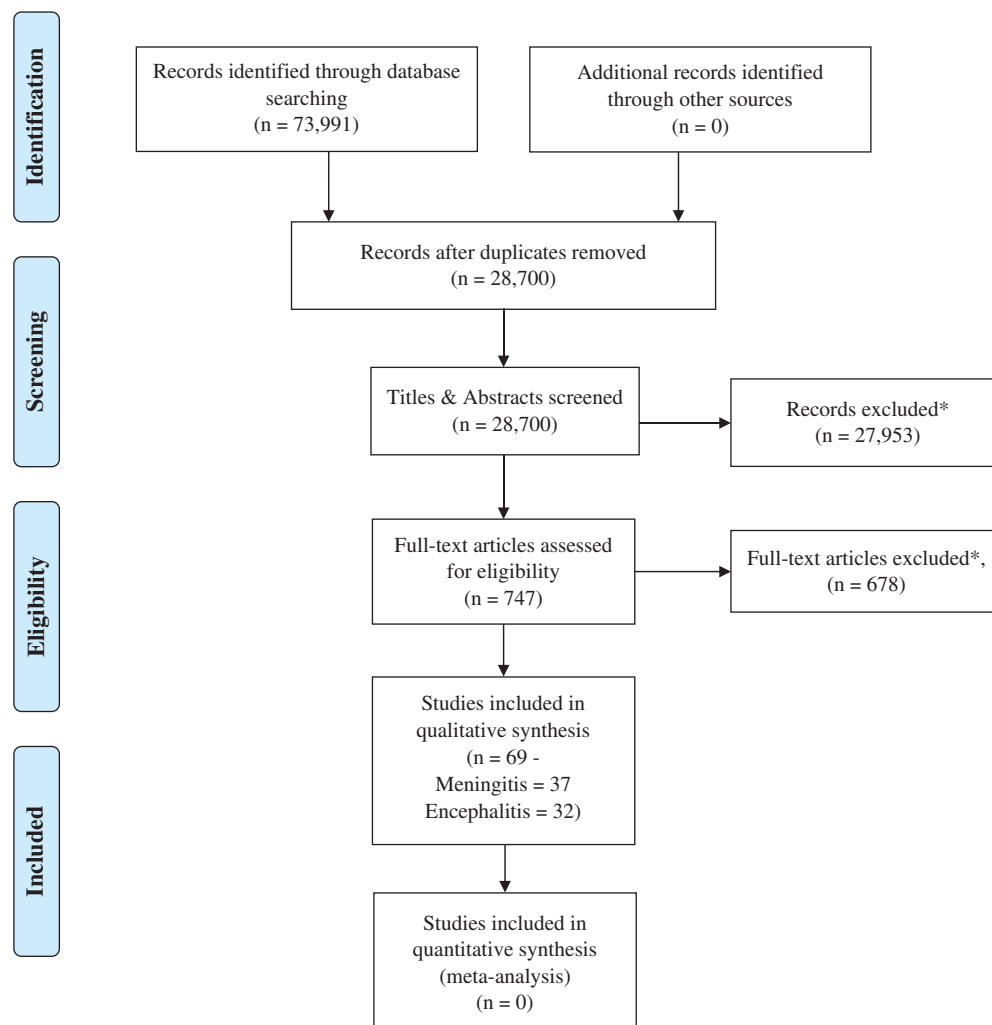 Identification
Records identified through database
searching
(n = 73,991)
Additional records identified
through other sources
(n = 0)
Records after duplicates removed
(n = 28,700)
Screening
Titles & Abstracts screened
(n = 28,700)
Records excluded*
(n = 27,953)
Eligibility
Full-text articles assessed
for eligibility
(n = 747)
Full-text articles excluded*,
(n = 678)
Studies included in
qualitative synthesis
(n = 69 -
Meningitis = 37
Encephalitis = 32)
Included
Studies included in
quantitative synthesis
(meta-analysis)
(n = 0)